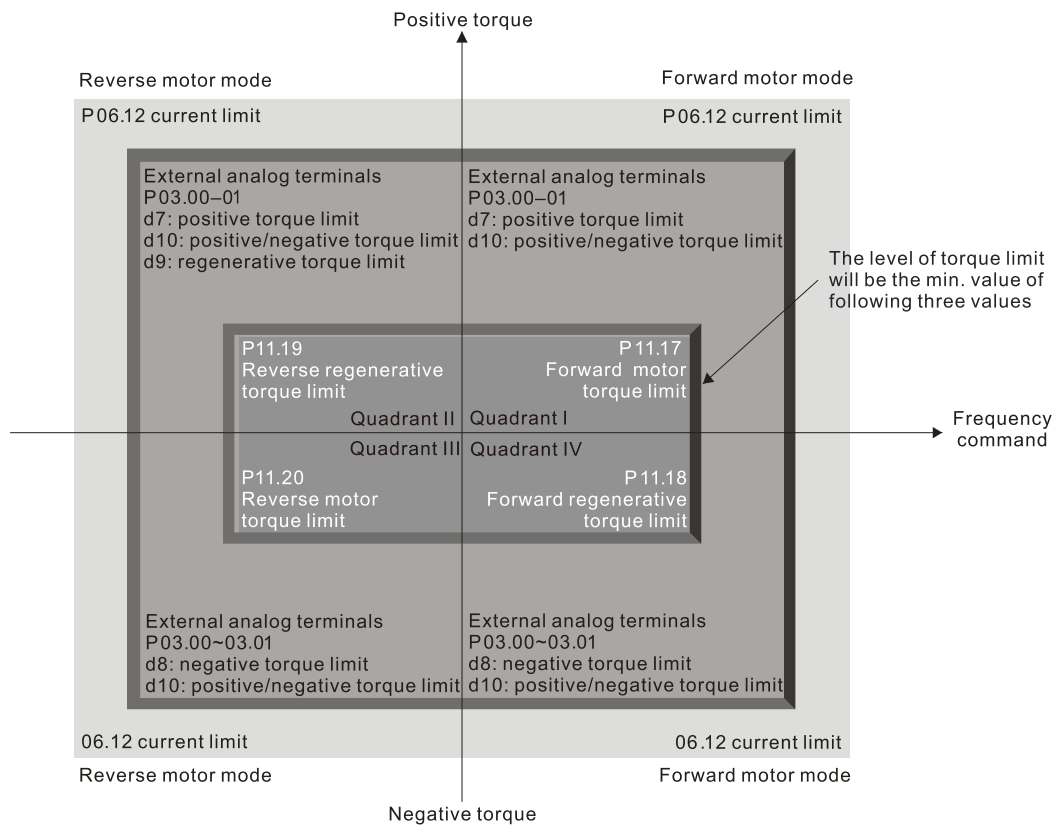 Positive torque
Reverse motor mode
Forward motor mode
P06.12 current limit
P06.12 current limit
External analog terminals
P03.00–01
d7: positive torque limit
d10: positive/negative torque limit
d9: regenerative torque limit
External analog terminals
P03.00–01
d7: positive torque limit
d10: positive/negative torque limit
The level of torque limit
will be the min. value of
following three values
P11.19
Reverse regenerative
torque limit
P11.17
Forward motor
torque limit
Quadrant II
Quadrant I
Frequency
command
Quadrant III
Quadrant IV
P11.20
Reverse motor
torque limit
P11.18
Forward regenerative
torque limit
External analog terminals
P03.00~03.01
d8: negative torque limit
d10: positive/negative torque limit
External analog terminals
P03.00~03.01
d8: negative torque limit
d10: positive/negative torque limit
06.12 current limit
06.12 current limit
Reverse motor mode
Forward motor mode
Negative torque